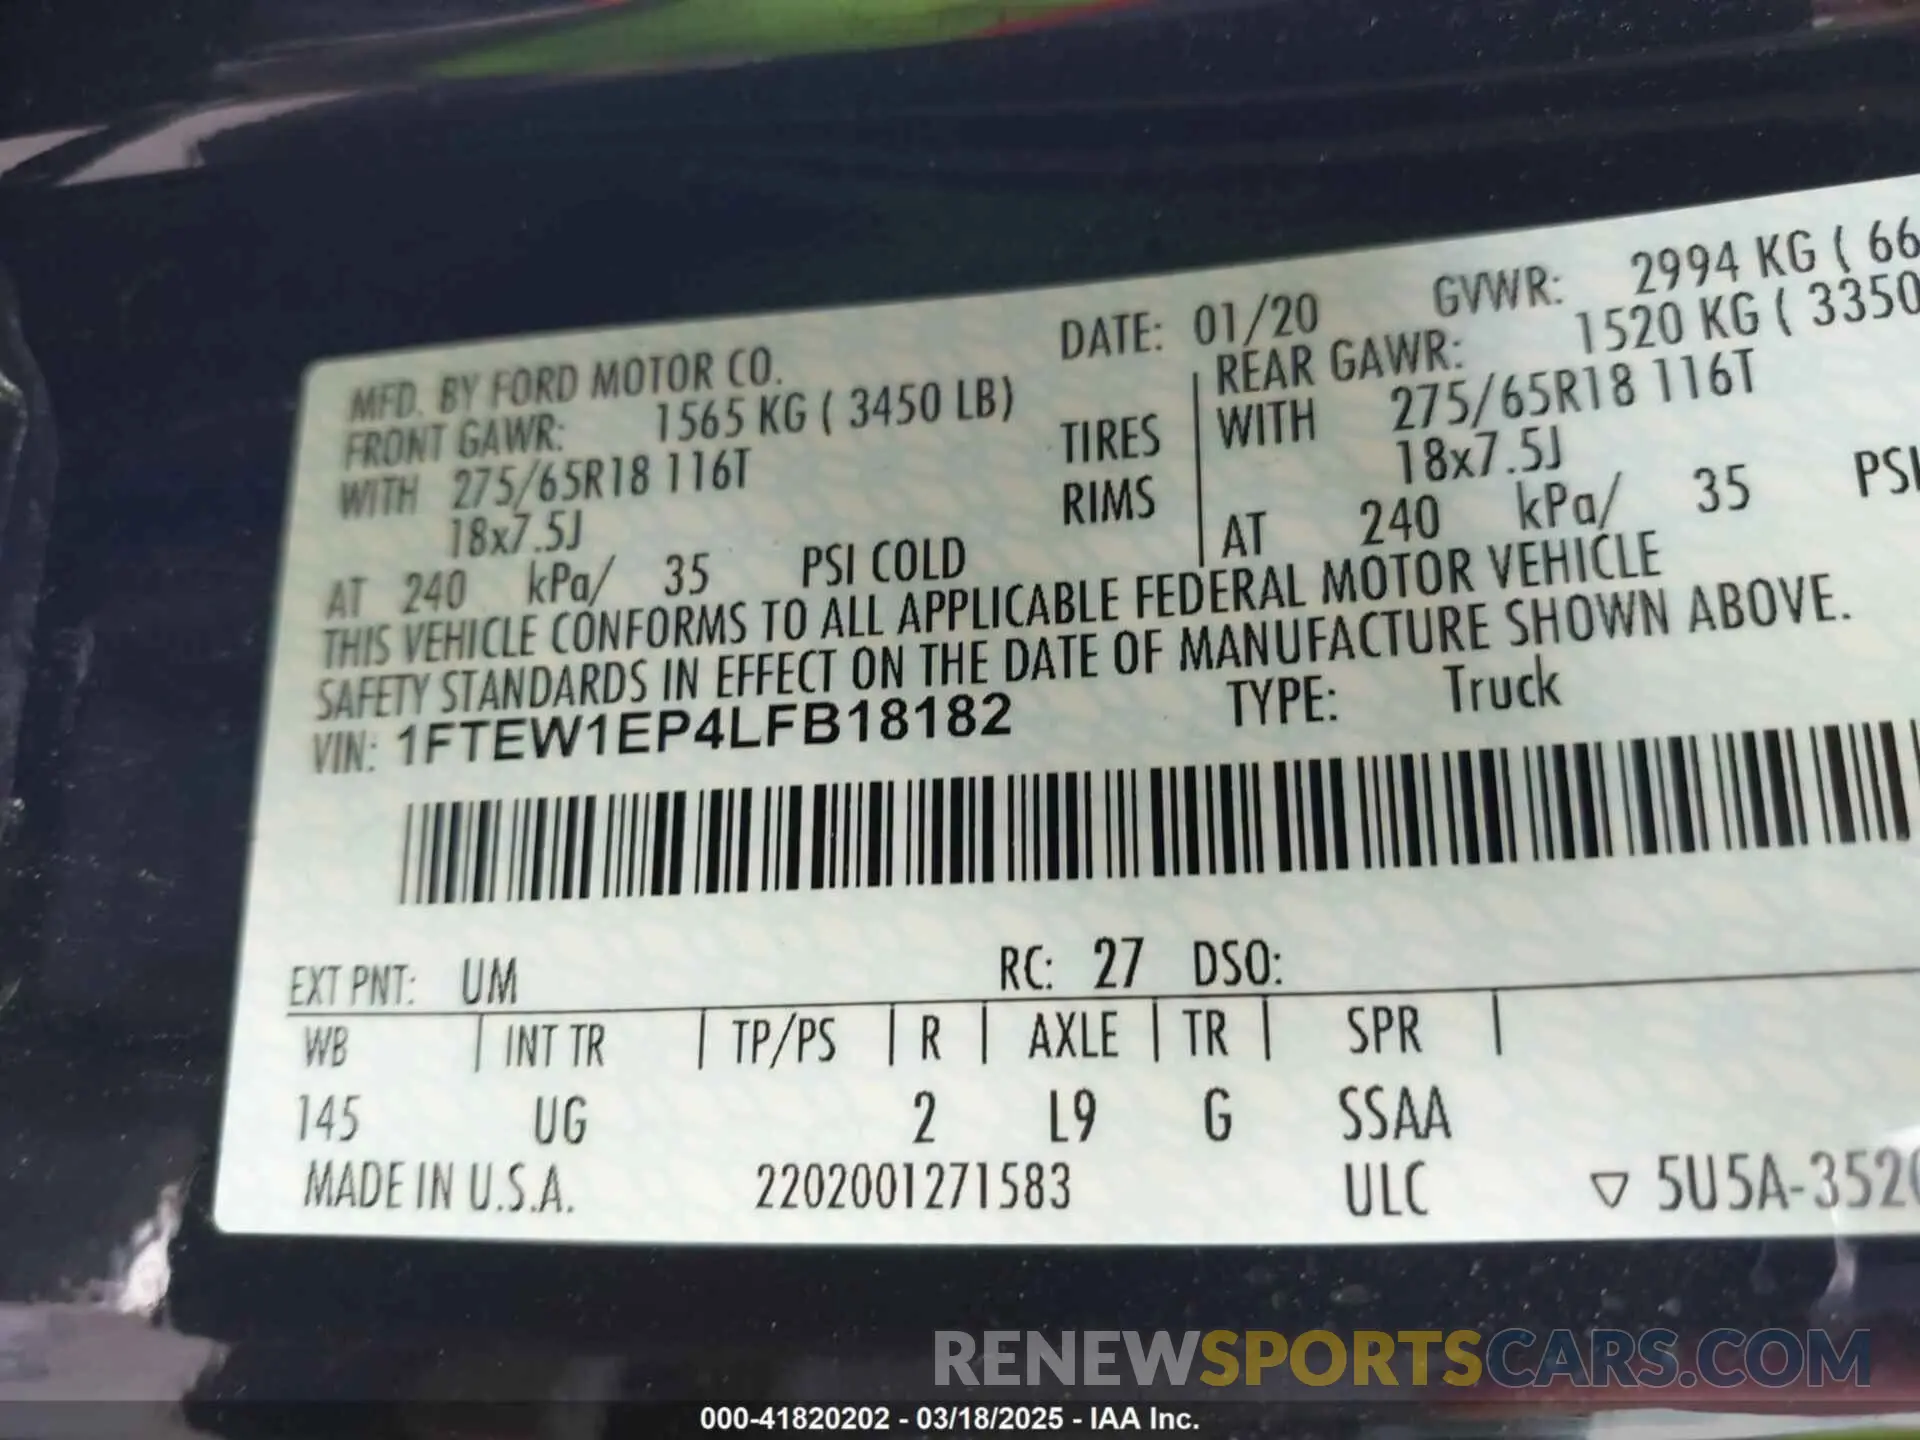 MFD. BY FORD MOTOR CO. DATE: 01/20 GVWR: 2994 KG ( 66
FRONT GAWR: 1565 KG ( 3450 LB) REAR GAWR: 1520 KG ( 3350
WITH 275/65R18 116T TIRES WITH 275/65R18 116T
18x7.5J RIMS 18x7.5J
AT 240 kPa/ 35 PSI COLD AT 240 kPa/ 35 PSI
THIS VEHICLE CONFORMS TO ALL APPLICABLE FEDERAL MOTOR VEHICLE
SAFETY STANDARDS IN EFFECT ON THE DATE OF MANUFACTURE SHOWN ABOVE.
VIN: 1FTEW1EP4LFB18182 TYPE: Truck
EXT PNT: UM RC: 27 DSO:
WB | INT TR | TP/PS | R | AXLE | TR | SPR |
145 UG 2 L9 G SSAA
MADE IN U.S.A. 2202001271583 ULC ▽ 5U5A-3520
RENEWSPORTSCARS.COM
000-41820202 - 03/18/2025 - IAA Inc.